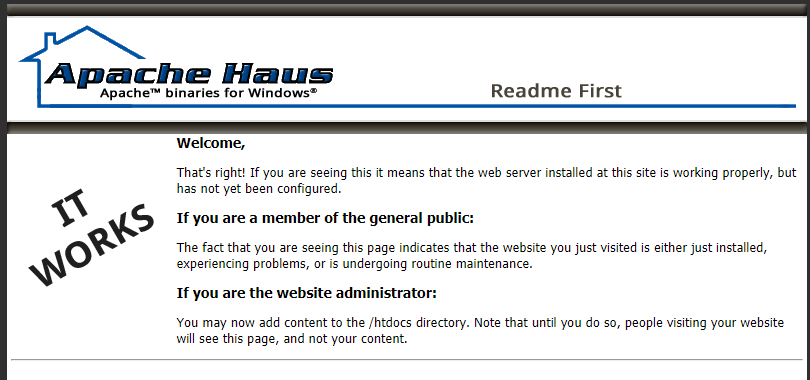 Apache Haus
Apache™ binaries for Windows®
Readme First
Welcome,
That's right! If you are seeing this it means that the web server installed at this site is working properly, but
has not yet been configured.
IT
WORKS
If you are a member of the general public:
The fact that you are seeing this page indicates that the website you just visited is either just installed,
experiencing problems, or is undergoing routine maintenance.
If you are the website administrator:
You may now add content to the /htdocs directory. Note that until you do so, people visiting your website
will see this page, and not your content.